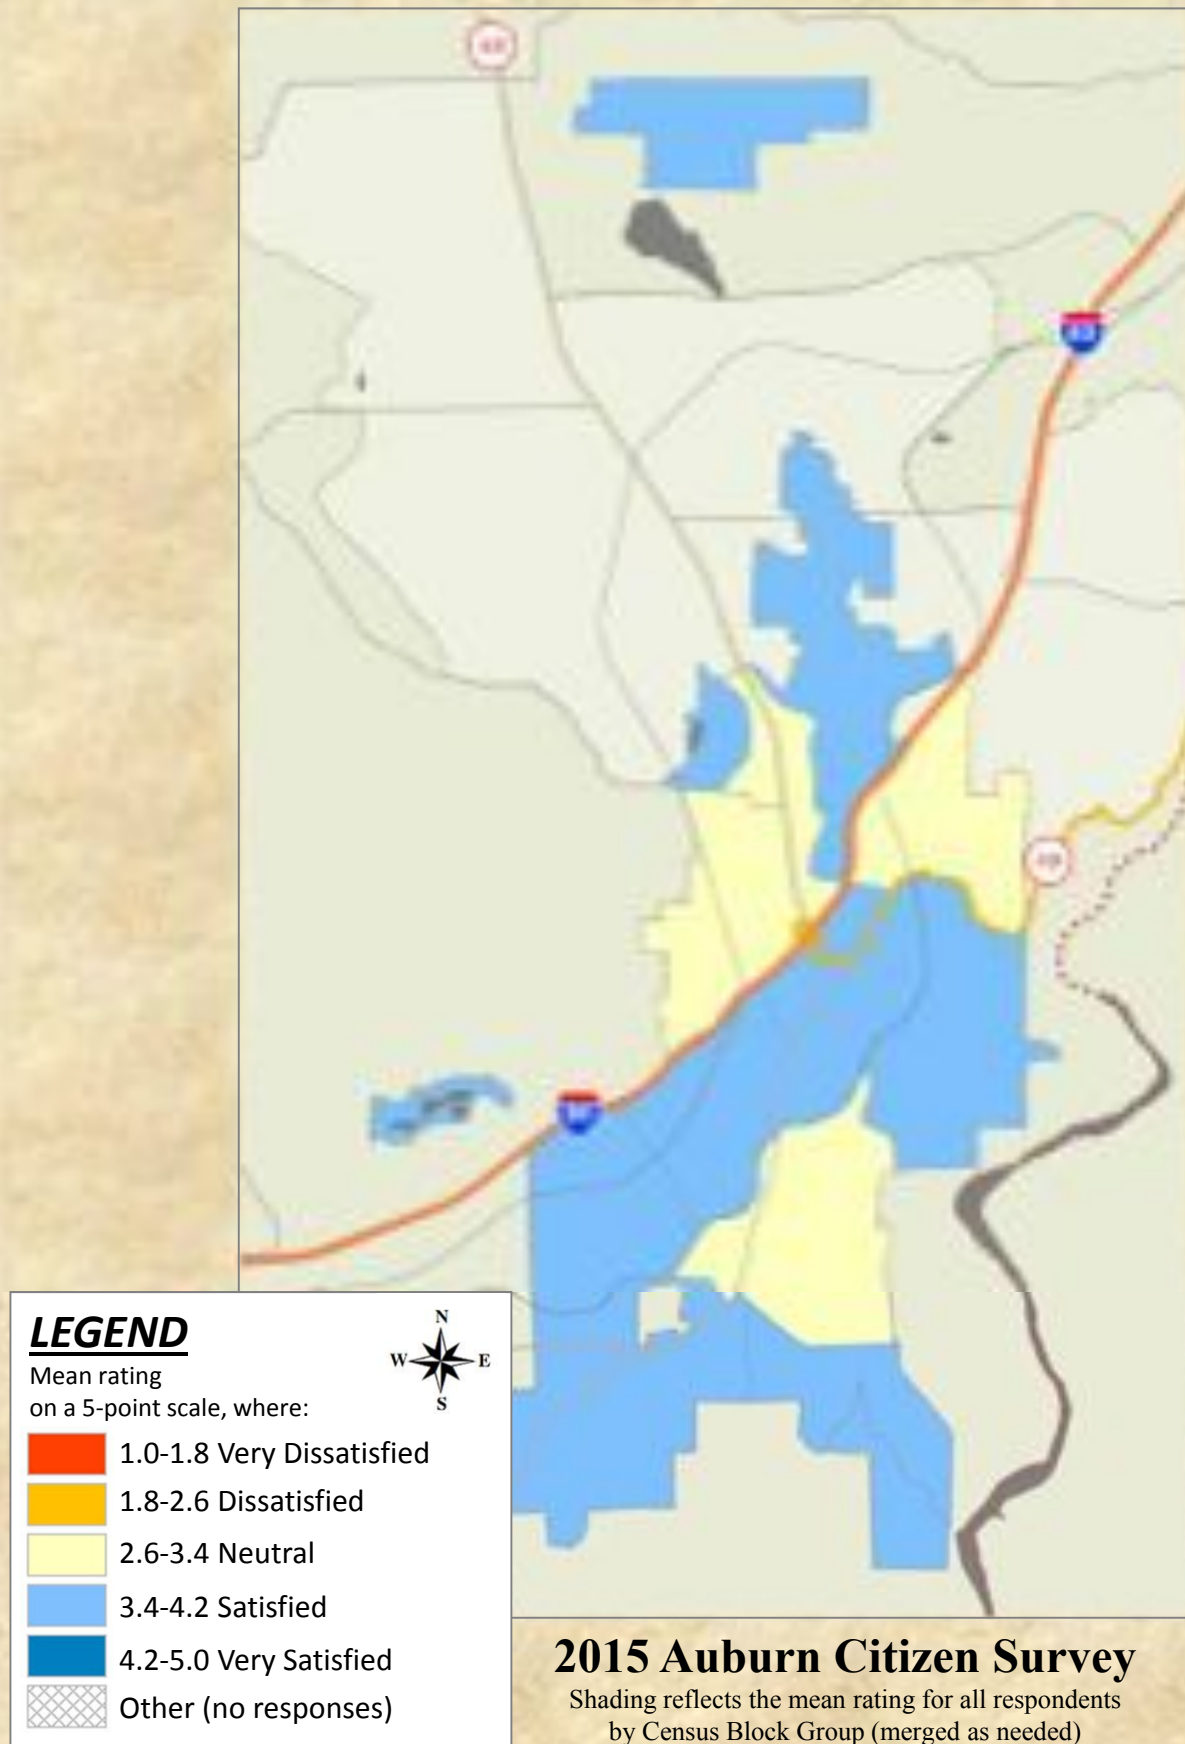 LEGEND
Mean rating
on a 5-point scale, where:
N
W E
S
1.0-1.8 Very Dissatisfied
1.8-2.6 Dissatisfied
2.6-3.4 Neutral
3.4-4.2 Satisfied
4.2-5.0 Very Satisfied
Other (no responses)
2015 Auburn Citizen Survey
Shading reflects the mean rating for all respondents
by Census Block Group (merged as needed)